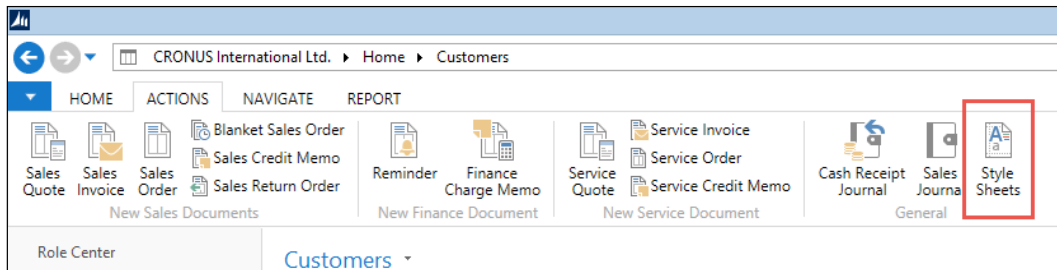 CRONUS International Ltd. ▸ Home ▸ Customers
HOME ACTIONS NAVIGATE REPORT
Sales Quote
Sales Invoice
Sales Order
Blanket Sales Order
Sales Credit Memo
Sales Return Order
New Sales Documents
Reminder
Finance Charge Memo
New Finance Document
Service Quote
Service Invoice
Service Order
Service Credit Memo
New Service Document
Cash Receipt Journal
Sales Journa
Style Sheets
General
Role Center
Customers